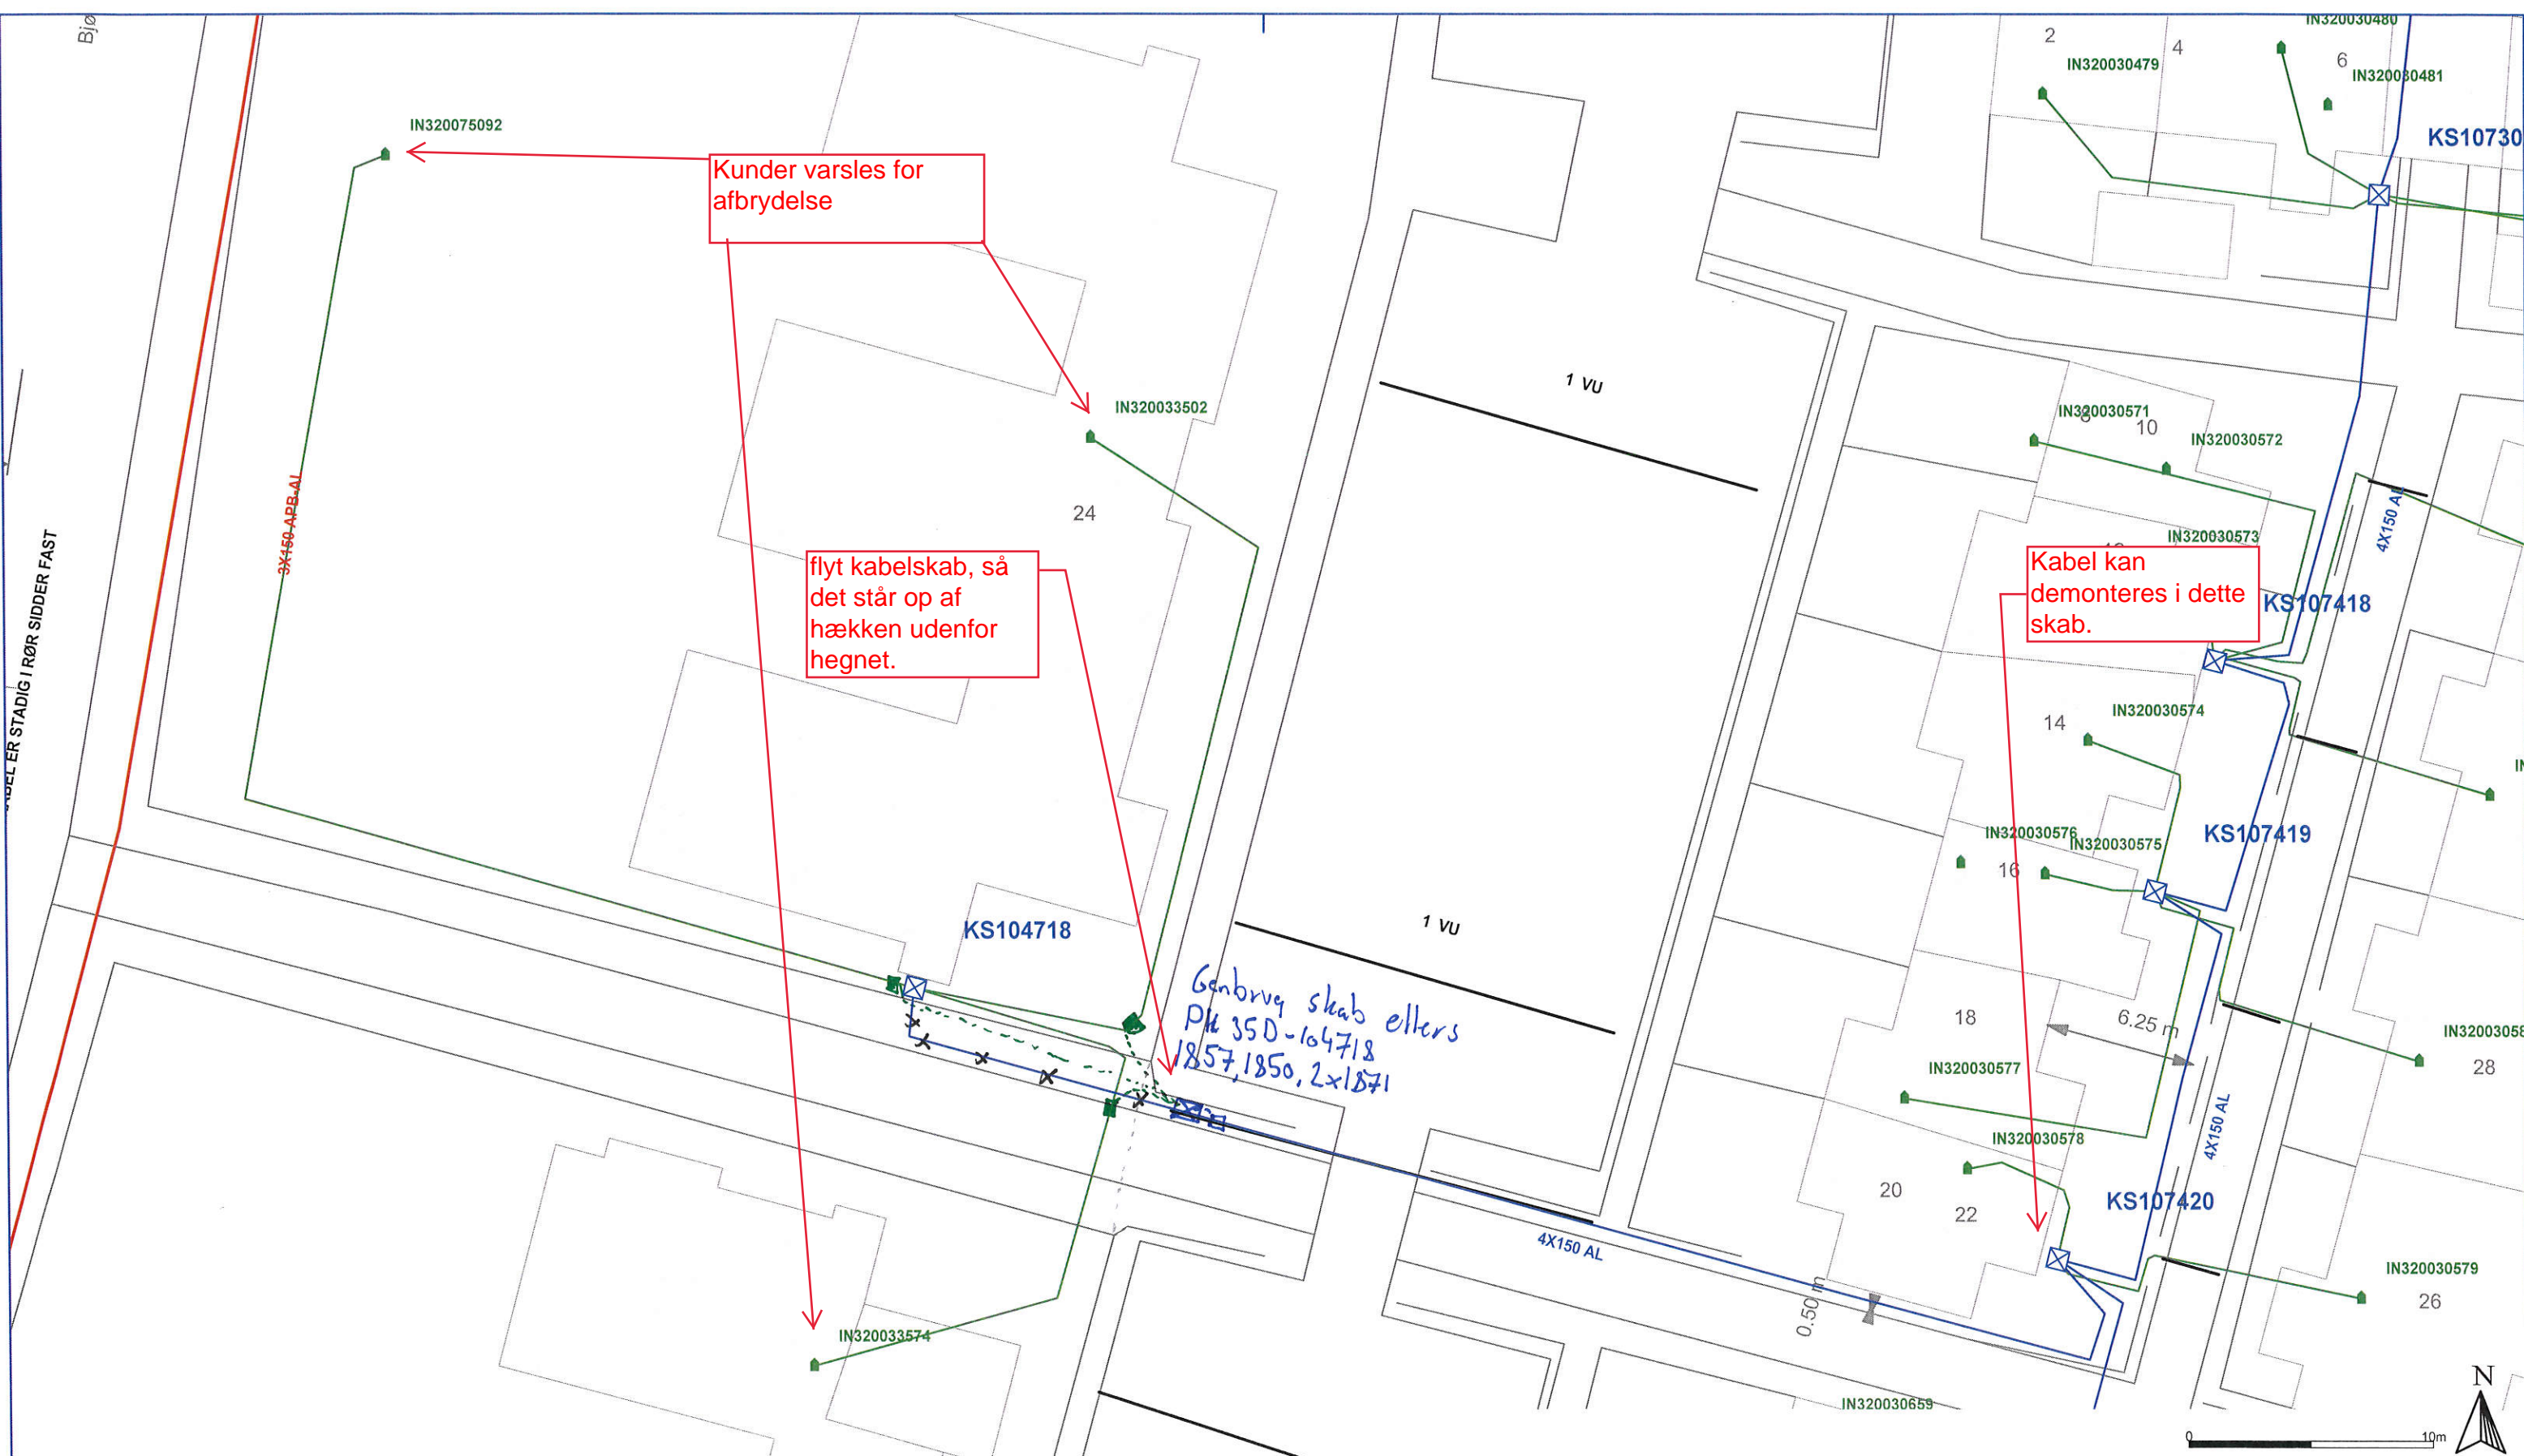 Bjø
2
4
IN320030480
6
IN320030479
IN320030481
KS10730
IN320075092
Kunder varsles for
afbrydelse
1 VU
IN320033502
IN320030571
8
10
IN320030572
24
3X150 APB-AL
4X150 AL
IN320030573
Kabel kan
demonteres i dette
skab.
KS107418
flyt kabelskab, så
det står op af
hækken udenfor
hegnet.
ER STADIG I RØR SIDDER FAST
14
IN320030574
IN320030576
IN320030575
16
KS107419
KS104718
1 VU
Genbrug skab ellers
PK 35D-104718
1857, 1850, 2x1871
18
6.25 m
IN32003058
28
IN320030577
IN320030578
4X150 AL
20
22
KS107420
4X150 AL
0.50 m
IN320030579
26
IN320033574
IN320030659
N
0
10m